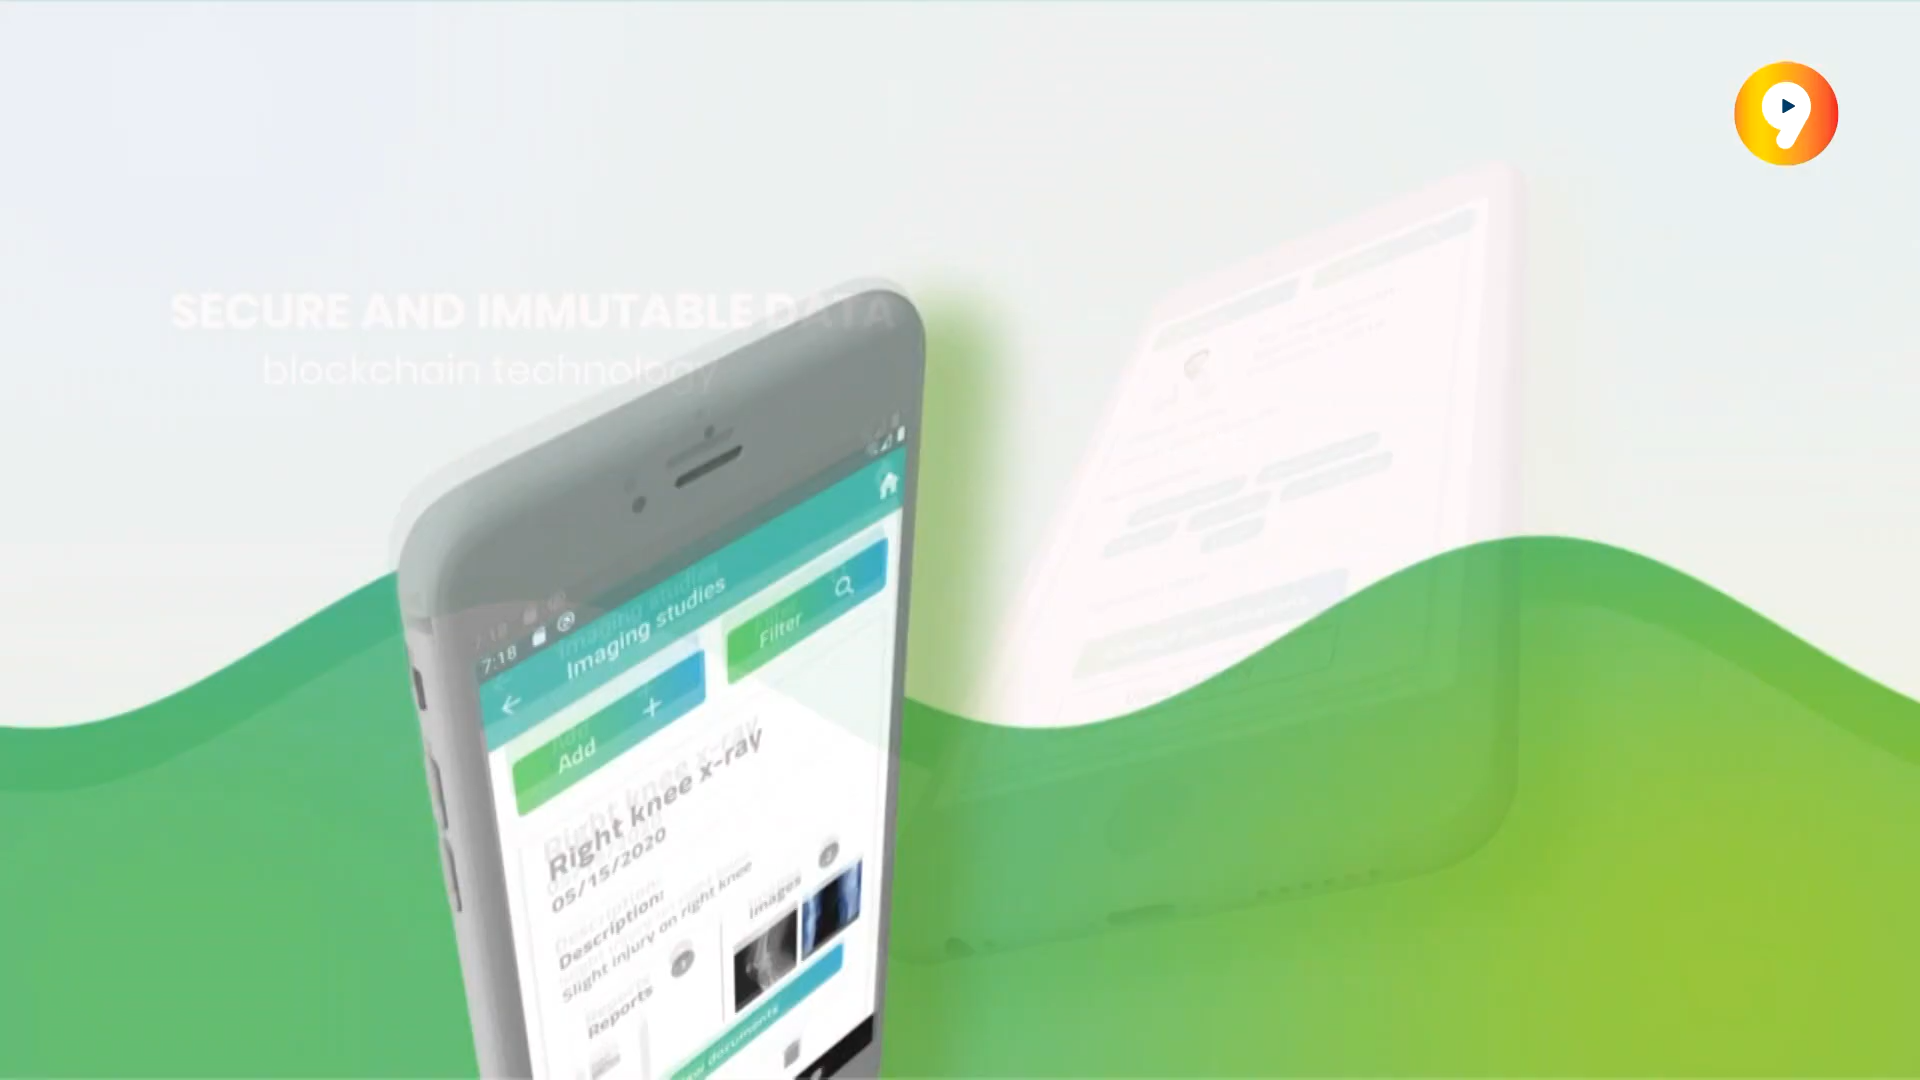 SECURE AND IMMUTABLE DATA
blockchain technology
7:18
Imaging studies
Add
Filter
Right knee x-ray
05/15/2020
Description:
Slight injury on right knee
Images
Reports
documents